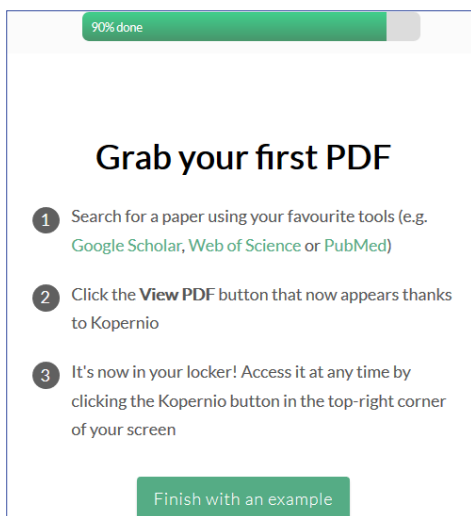 90% done
Grab your first PDF
1 Search for a paper using your favourite tools (e.g.
Google Scholar, Web of Science or PubMed)
2 Click the View PDF button that now appears thanks
to Kopernio
3 It's now in your locker! Access it at any time by
clicking the Kopernio button in the top-right corner
of your screen
Finish with an example